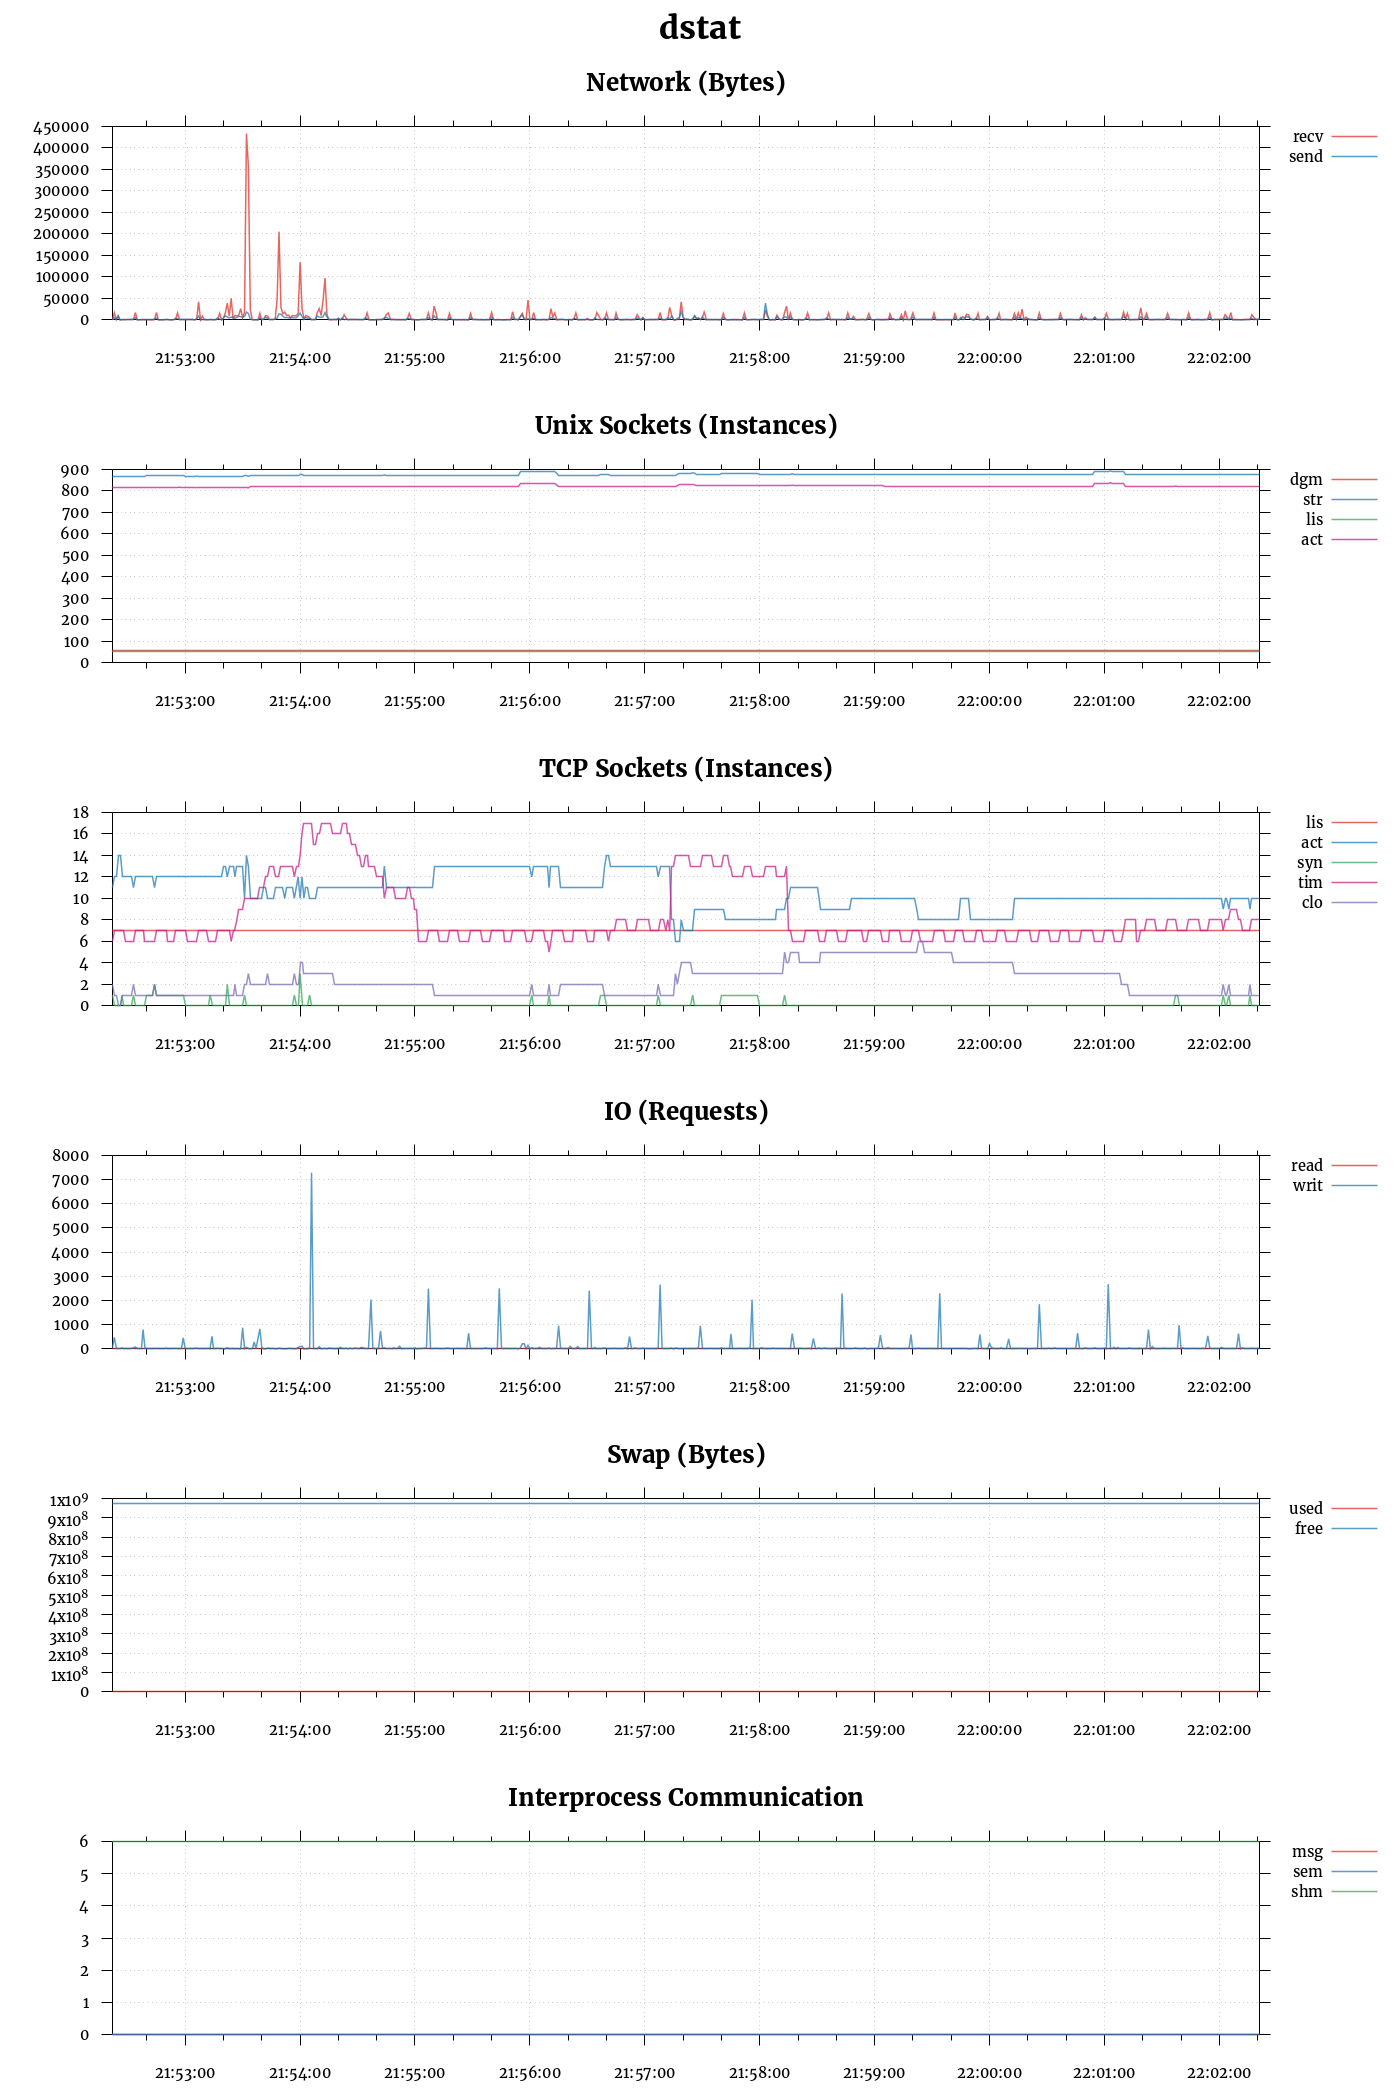 dstat
Network (Bytes)
450000
400000
350000
300000
250000
200000
150000
100000
50000
0
recv
send
21:53:00 21:54:00 21:55:00 21:56:00 21:57:00 21:58:00 21:59:00 22:00:00 22:01:00 22:02:00
Unix Sockets (Instances)
900
800
700
600
500
400
300
200
100
0
dgm
str
lis
act
21:53:00 21:54:00 21:55:00 21:56:00 21:57:00 21:58:00 21:59:00 22:00:00 22:01:00 22:02:00
TCP Sockets (Instances)
18
16
14
12
10
8
6
4
2
0
lis
act
syn
tim
clo
21:53:00 21:54:00 21:55:00 21:56:00 21:57:00 21:58:00 21:59:00 22:00:00 22:01:00 22:02:00
IO (Requests)
8000
7000
6000
5000
4000
3000
2000
1000
0
read
writ
21:53:00 21:54:00 21:55:00 21:56:00 21:57:00 21:58:00 21:59:00 22:00:00 22:01:00 22:02:00
Swap (Bytes)
1x10⁹
9x10⁸
8x10⁸
7x10⁸
6x10⁸
5x10⁸
4x10⁸
3x10⁸
2x10⁸
1x10⁸
0
used
free
21:53:00 21:54:00 21:55:00 21:56:00 21:57:00 21:58:00 21:59:00 22:00:00 22:01:00 22:02:00
Interprocess Communication
6
5
4
3
2
1
0
msg
sem
shm
21:53:00 21:54:00 21:55:00 21:56:00 21:57:00 21:58:00 21:59:00 22:00:00 22:01:00 22:02:00